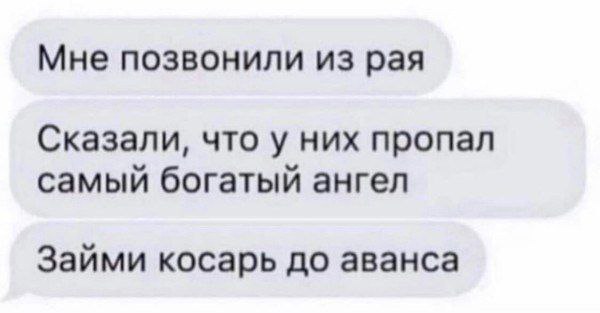 Мне позвонили из рая
Сказали, что у них пропал
самый богатый ангел
Займи косарь до аванса